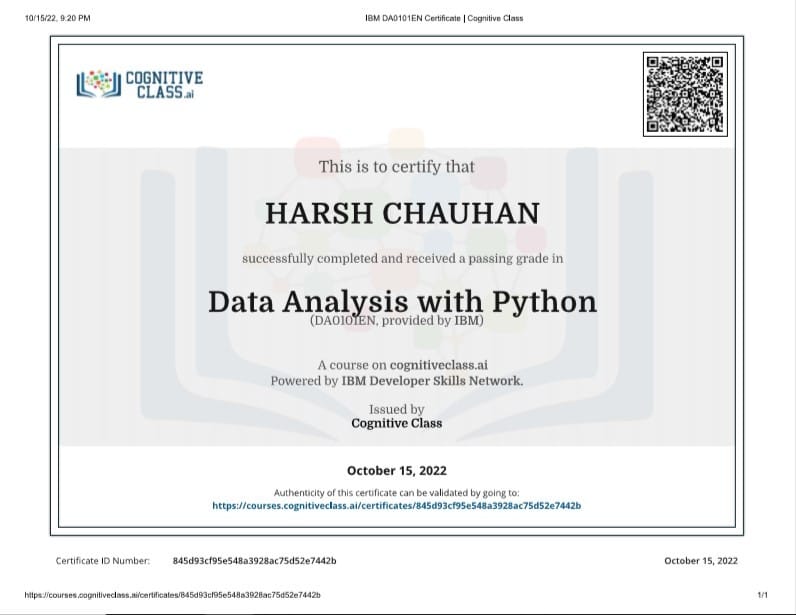 10/15/22, 9:20 PM
IBM DA0101EN Certificate | Cognitive Class
COGNITIVE
CLASS.ai
This is to certify that
HARSH CHAUHAN
successfully completed and received a passing grade in
Data Analysis with Python
(DA0101EN, provided by IBM)
A course on cognitiveclass.ai
Powered by IBM Developer Skills Network.
Issued by
Cognitive Class
October 15, 2022
Authenticity of this certificate can be validated by going to:
https://courses.cognitiveclass.ai/certificates/845d93cf95e548a3928ac75d52e7442b
Certificate ID Number: 845d93cf95e548a3928ac75d52e7442b
October 15, 2022
https://courses.cognitiveclass.ai/certificates/845d93cf95e548a3928ac75d52e7442b
1/1